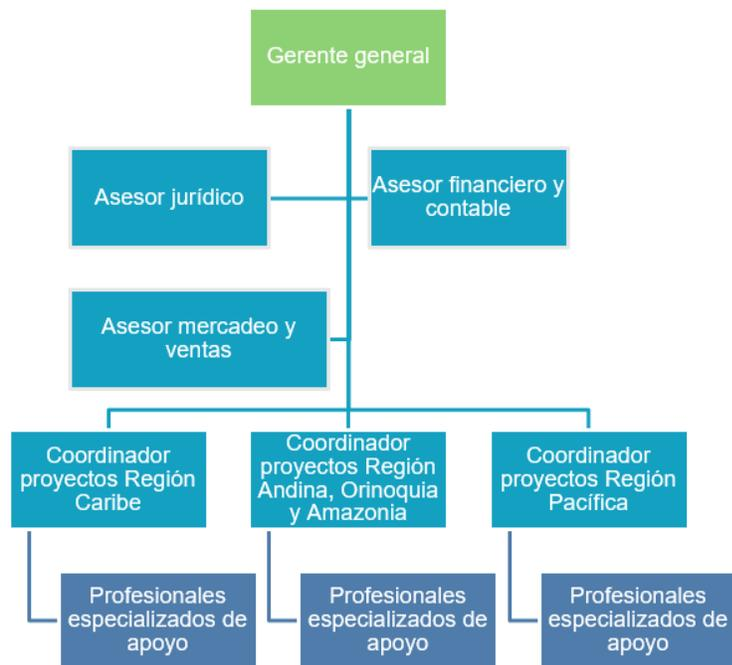 Gerente general
Asesor jurídico
Asesor financiero y
contable
Asesor mercadeo y
ventas
Coordinador
proyectos Región
Caribe
Coordinador
proyectos Región
Andina, Orinoquia
y Amazonia
Coordinador
proyectos Región
Pacífica
Profesionales
especializados de
apoyo
Profesionales
especializados de
apoyo
Profesionales
especializados de
apoyo